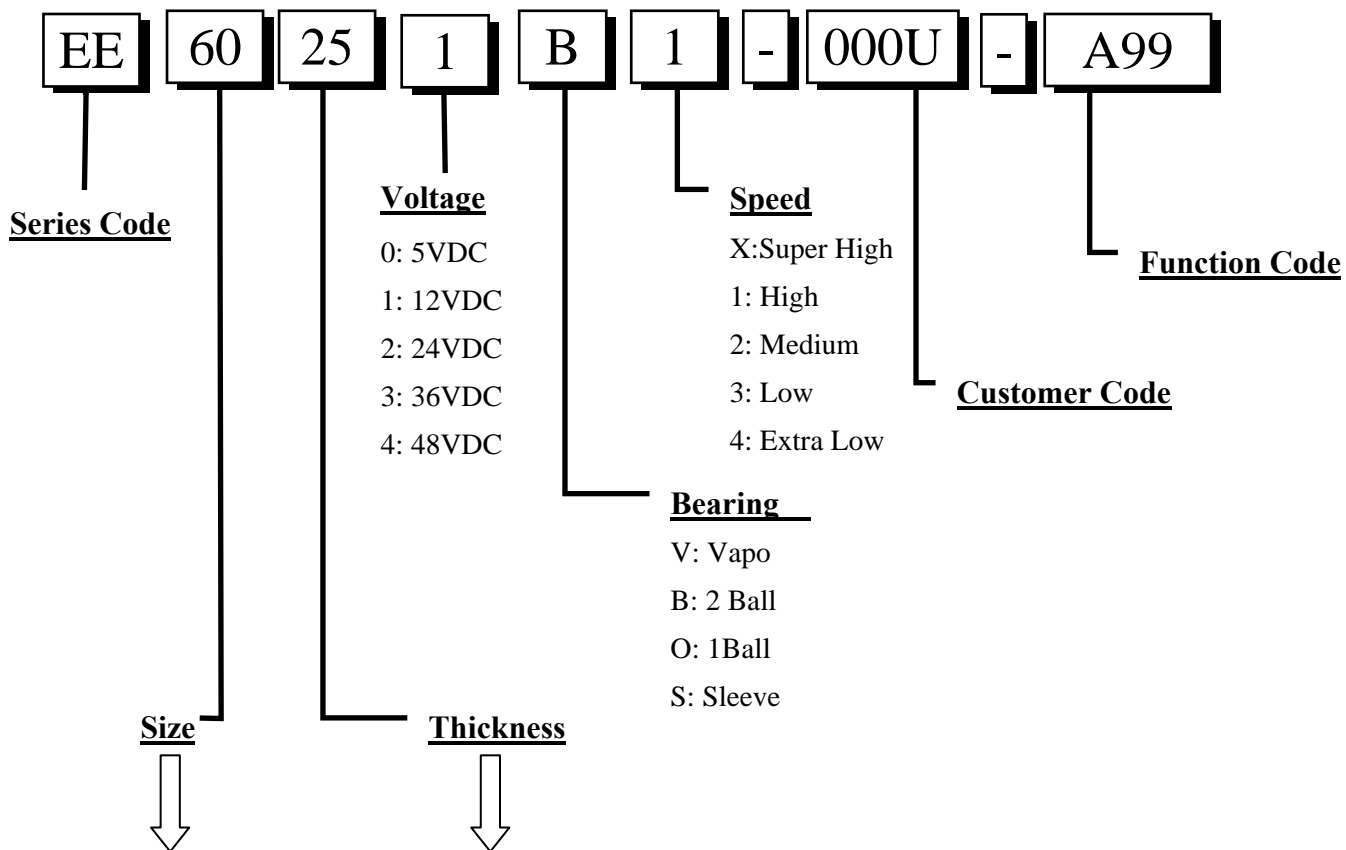 EE 60 25 1 B 1 - 000U - A99
Series Code
Voltage
0: 5VDC
1: 12VDC
2: 24VDC
3: 36VDC
4: 48VDC
Speed
X:Super High
1: High
2: Medium
3: Low
4: Extra Low
Function Code
Customer Code
Bearing
V: Vapo
B: 2 Ball
O: 1Ball
S: Sleeve
Size
Thickness